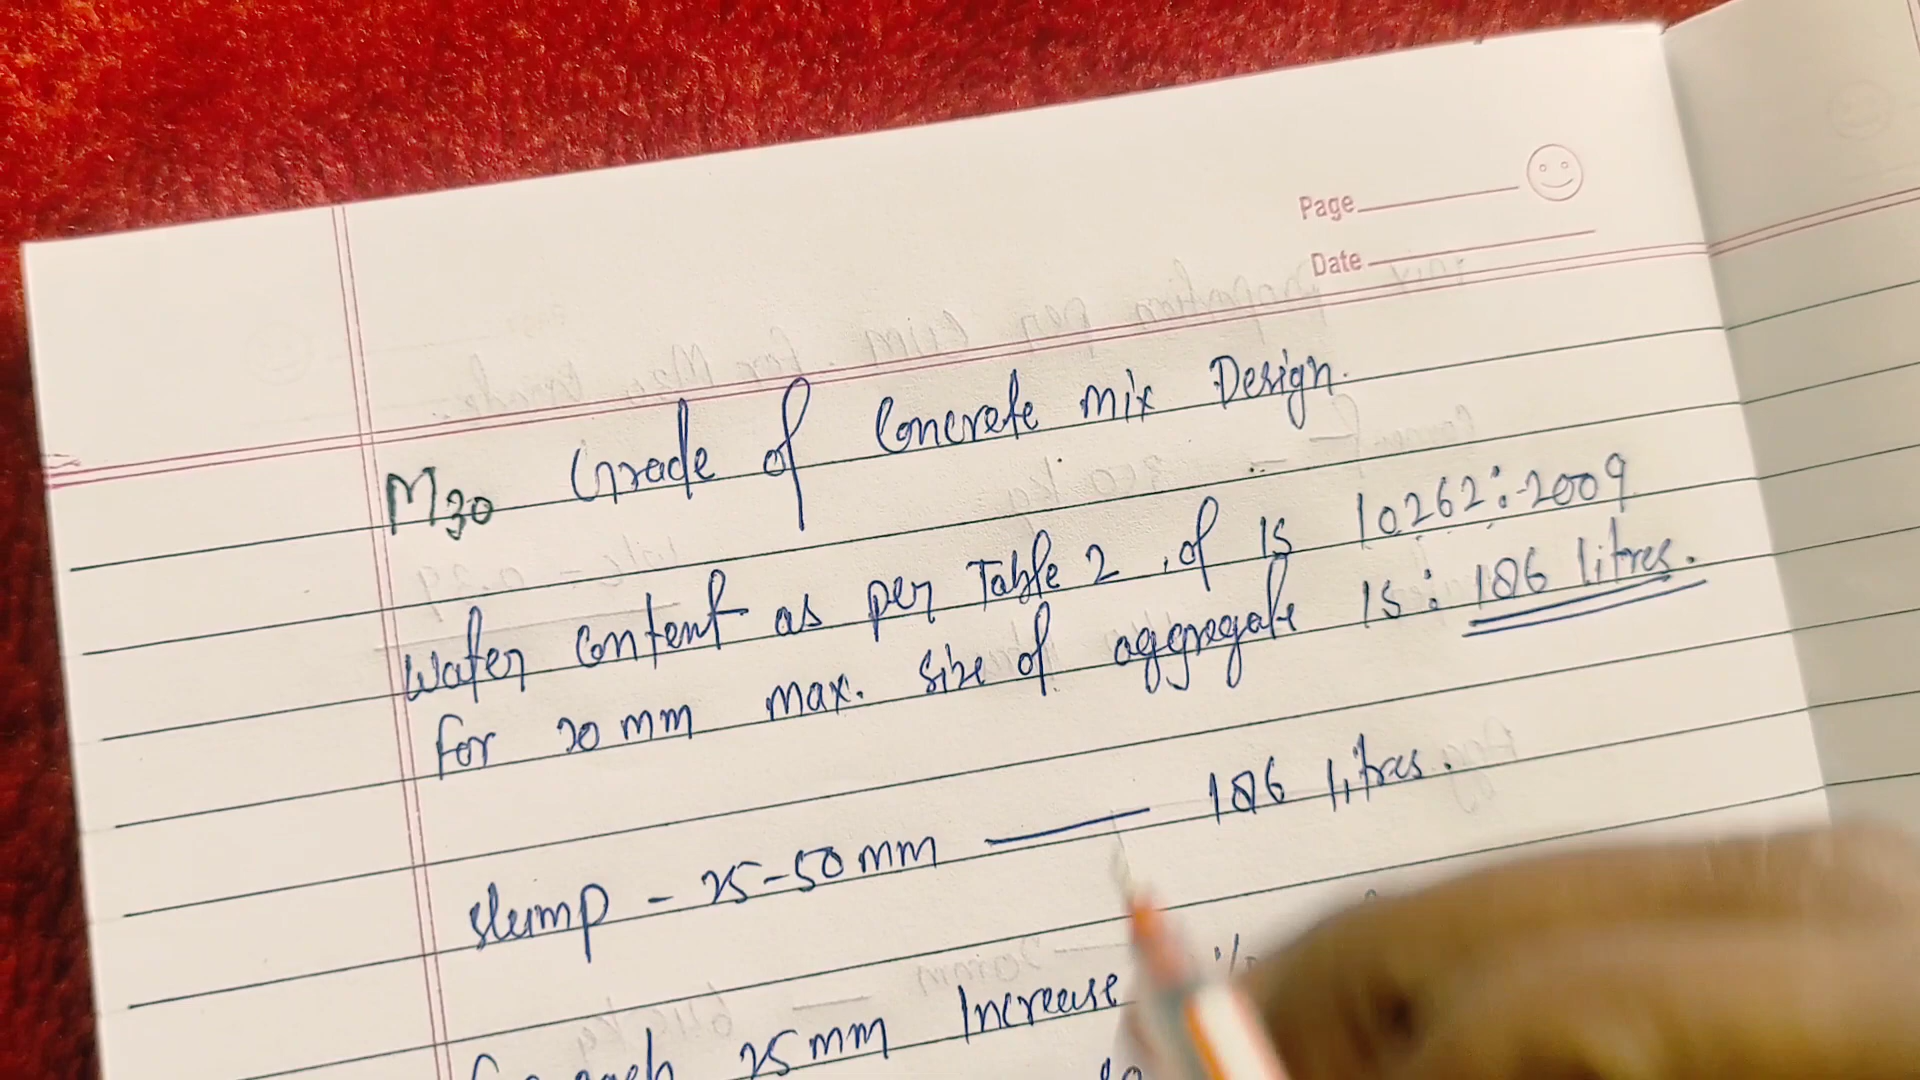 Page
Date
M30 Grade of Concrete mix Design.
Water content as per Table 2 of IS 10262:2009
for 20 mm max. size of aggregate is: 186 litres.
Slump - 25-50 mm — 186 litres.
each 25 mm Increase